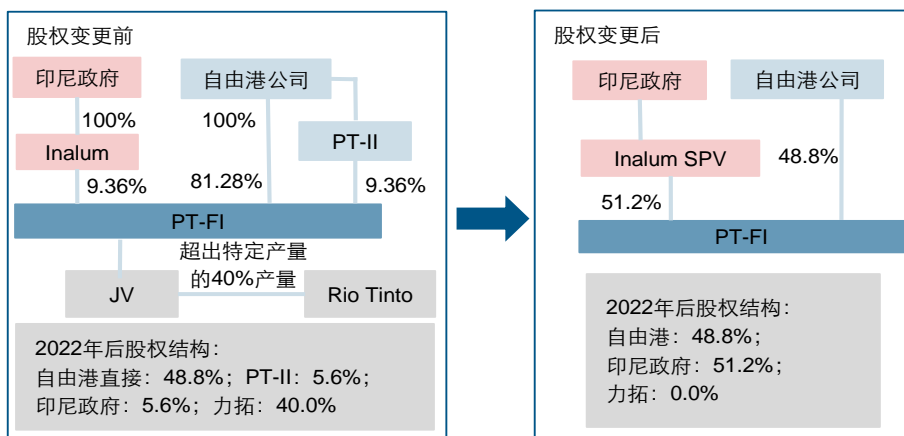 股权变更前
印尼政府
自由港公司
100%
100%
PT-II
Inalum
9.36%
81.28%
9.36%
PT-FI
超出特定产量
的40%产量
JV
Rio Tinto
2022年后股权结构：
自由港直接：48.8%；PT-II：5.6%；
印尼政府：5.6%；力拓：40.0%
股权变更后
印尼政府
自由港公司
Inalum SPV
48.8%
51.2%
PT-FI
2022年后股权结构：
自由港：48.8%；
印尼政府：51.2%；
力拓：0.0%